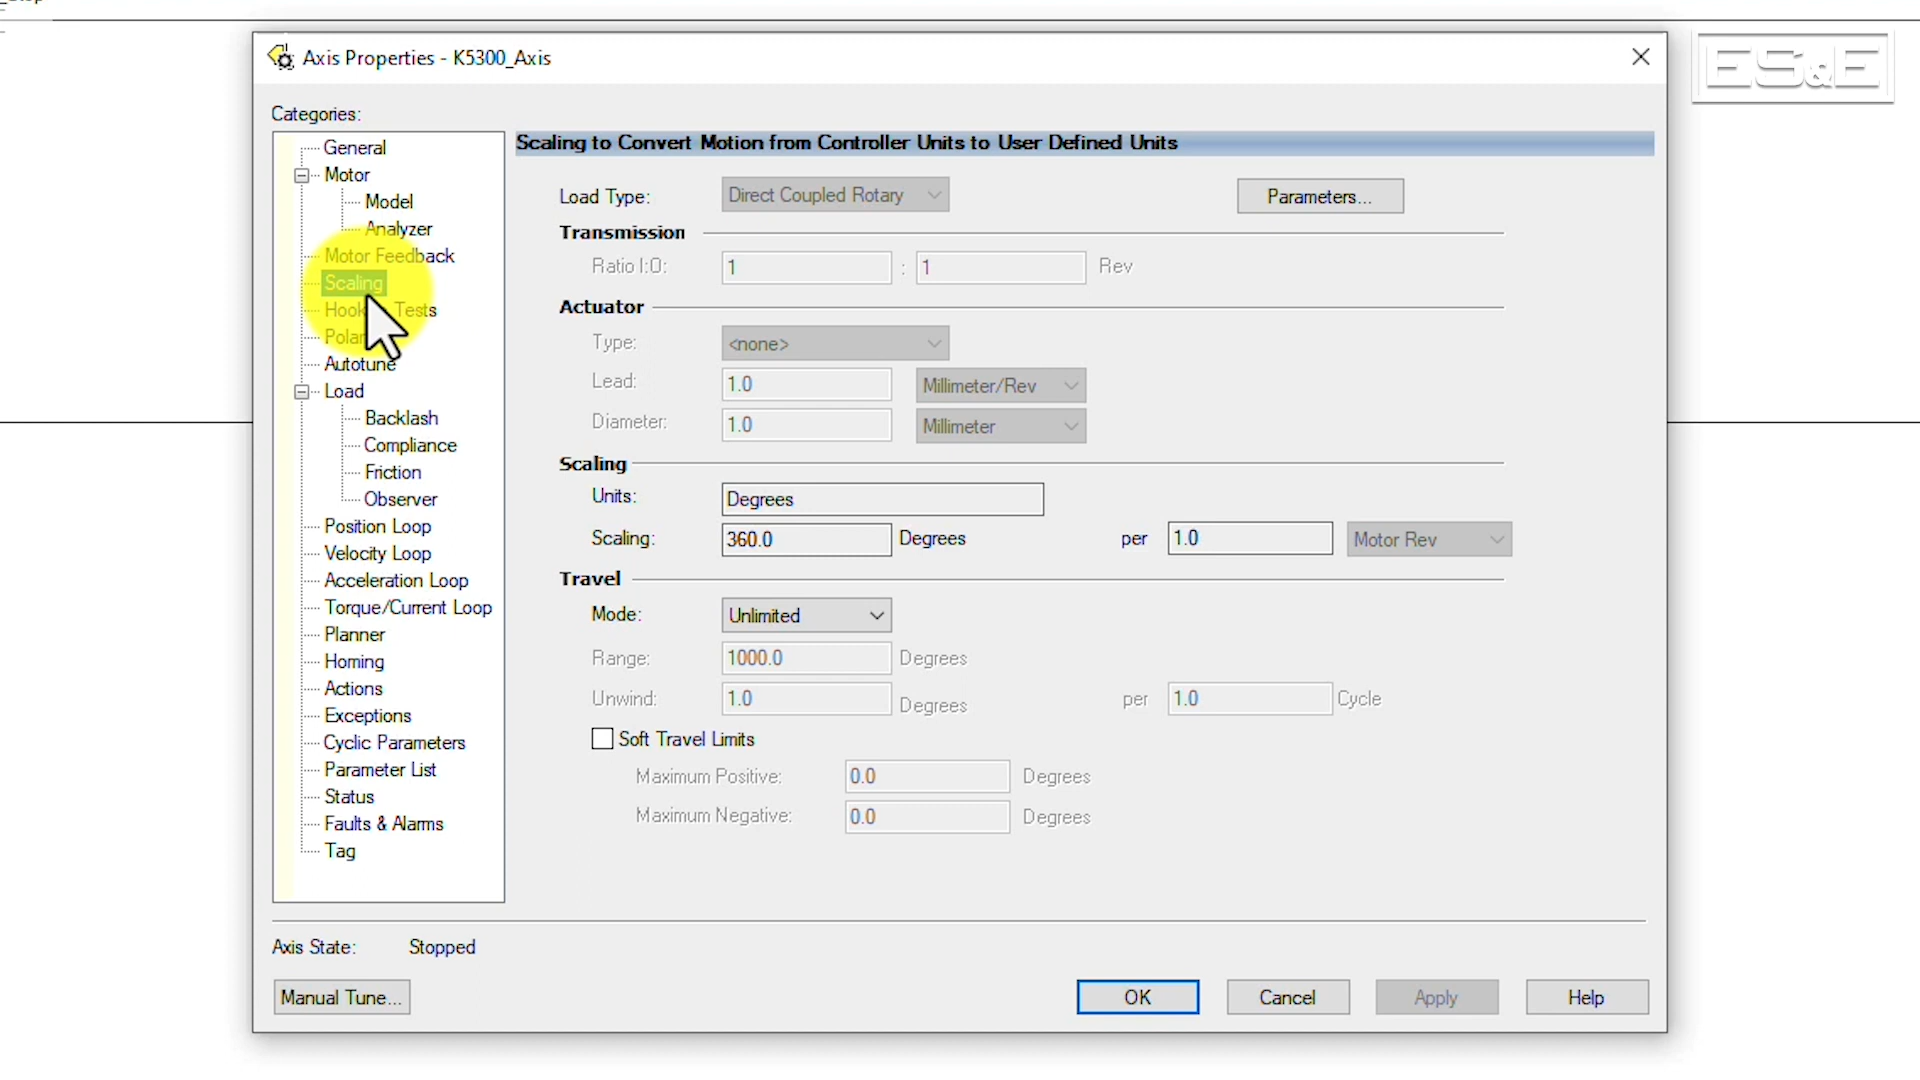 Axis Properties - K5300_Axis
ES&E
Categories:
General
Motor
Model
Analyzer
Motor Feedback
Scaling
Tests
Autotune
Load
Backlash
Compliance
Friction
Observer
Position Loop
Velocity Loop
Acceleration Loop
Torque/Current Loop
Planner
Homing
Actions
Exceptions
Cyclic Parameters
Parameter List
Status
Faults & Alarms
Tag
Scaling to Convert Motion from Controller Units to User Defined Units
Load Type: Direct Coupled Rotary Parameters...
Transmission
Ratio I:O: 1 : 1 Rev
Actuator
Type: <none>
Lead: 1.0 Millimeter/Rev
Diameter: 1.0 Millimeter
Scaling
Units: Degrees
Scaling: 360.0 Degrees per 1.0 Motor Rev
Travel
Mode: Unlimited
Range: 1000.0 Degrees
Unwind: 1.0 Degrees per 1.0 Cycle
Soft Travel Limits
Maximum Positive: 0.0 Degrees
Maximum Negative: 0.0 Degrees
Axis State: Stopped
Manual Tune... OK Cancel Apply Help